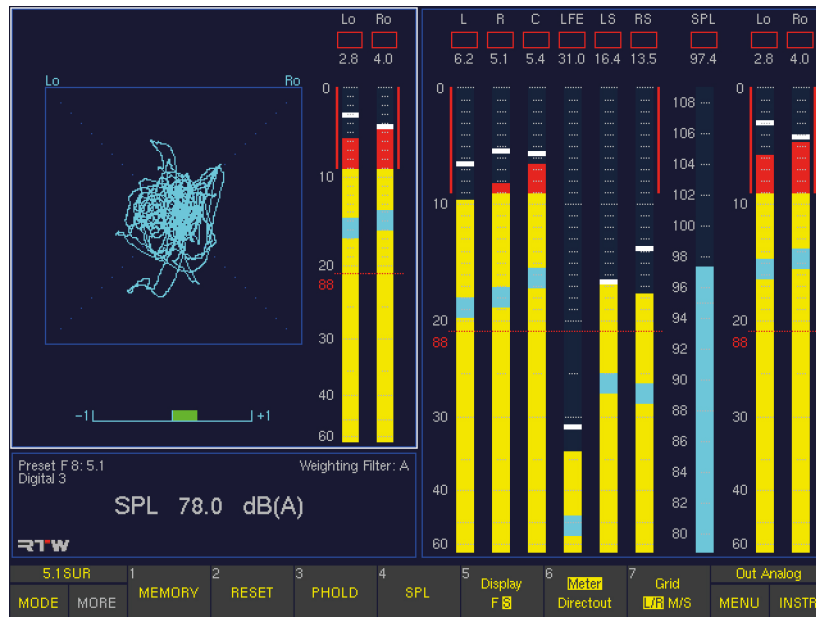 Lo Ro
2.8 4.0
Lo Ro
0
10
20
88
30
40
60
-1 +1
L R C LFE LS RS SPL Lo Ro
6.2 5.1 5.4 31.0 16.4 13.5 97.4 2.8 4.0
0 108 0
106
104
102
10 100 10
98
96
20 94 20
88 92 88
90
30 88 30
86
84
40 82 40
80
60 60
Preset F 8: 5.1 Weighting Filter: A
Digital 3
SPL 78.0 dB(A)
RTW
5.1SUR 1 2 3 4 5 6 7 Out Analog
MODE MORE MEMORY RESET PHOLD SPL Display Meter Grid MENU INSTR
F S Directout L/R M/S